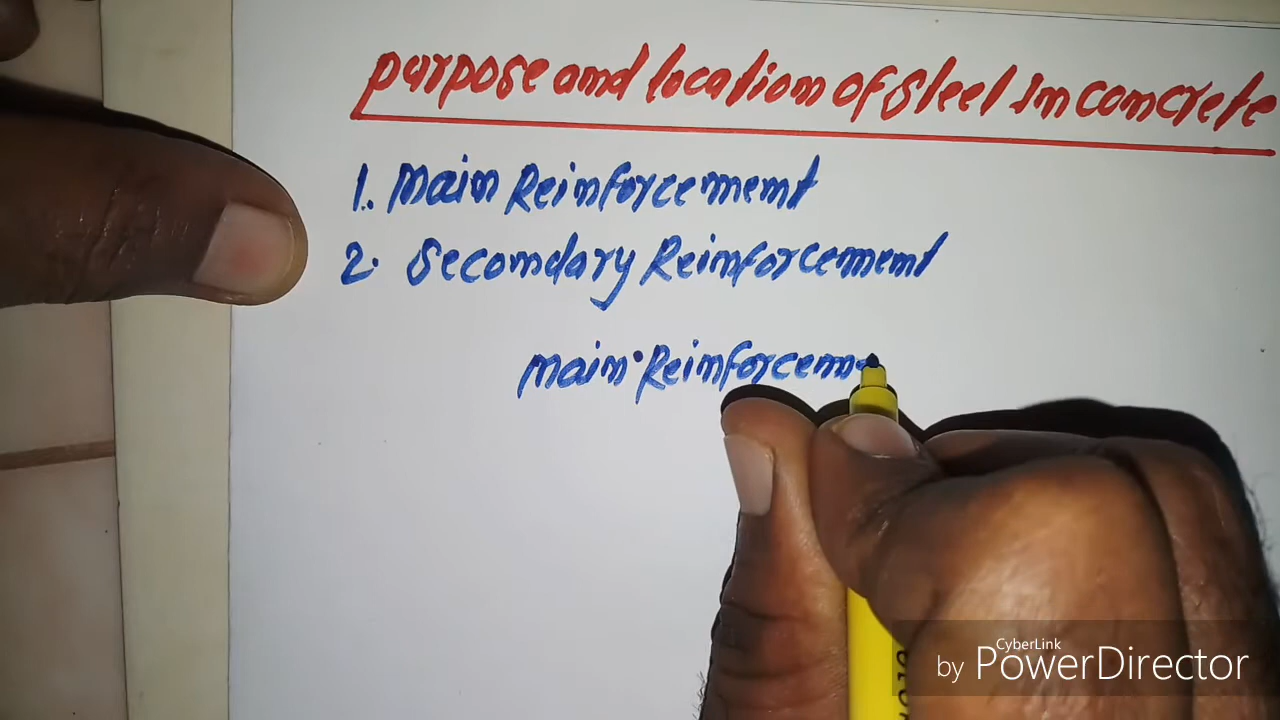 purpose and location of steel In concrete
1. Main Reinforcement
2. Secondary Reinforcement
main Reinforcem
CyberLink
by PowerDirector